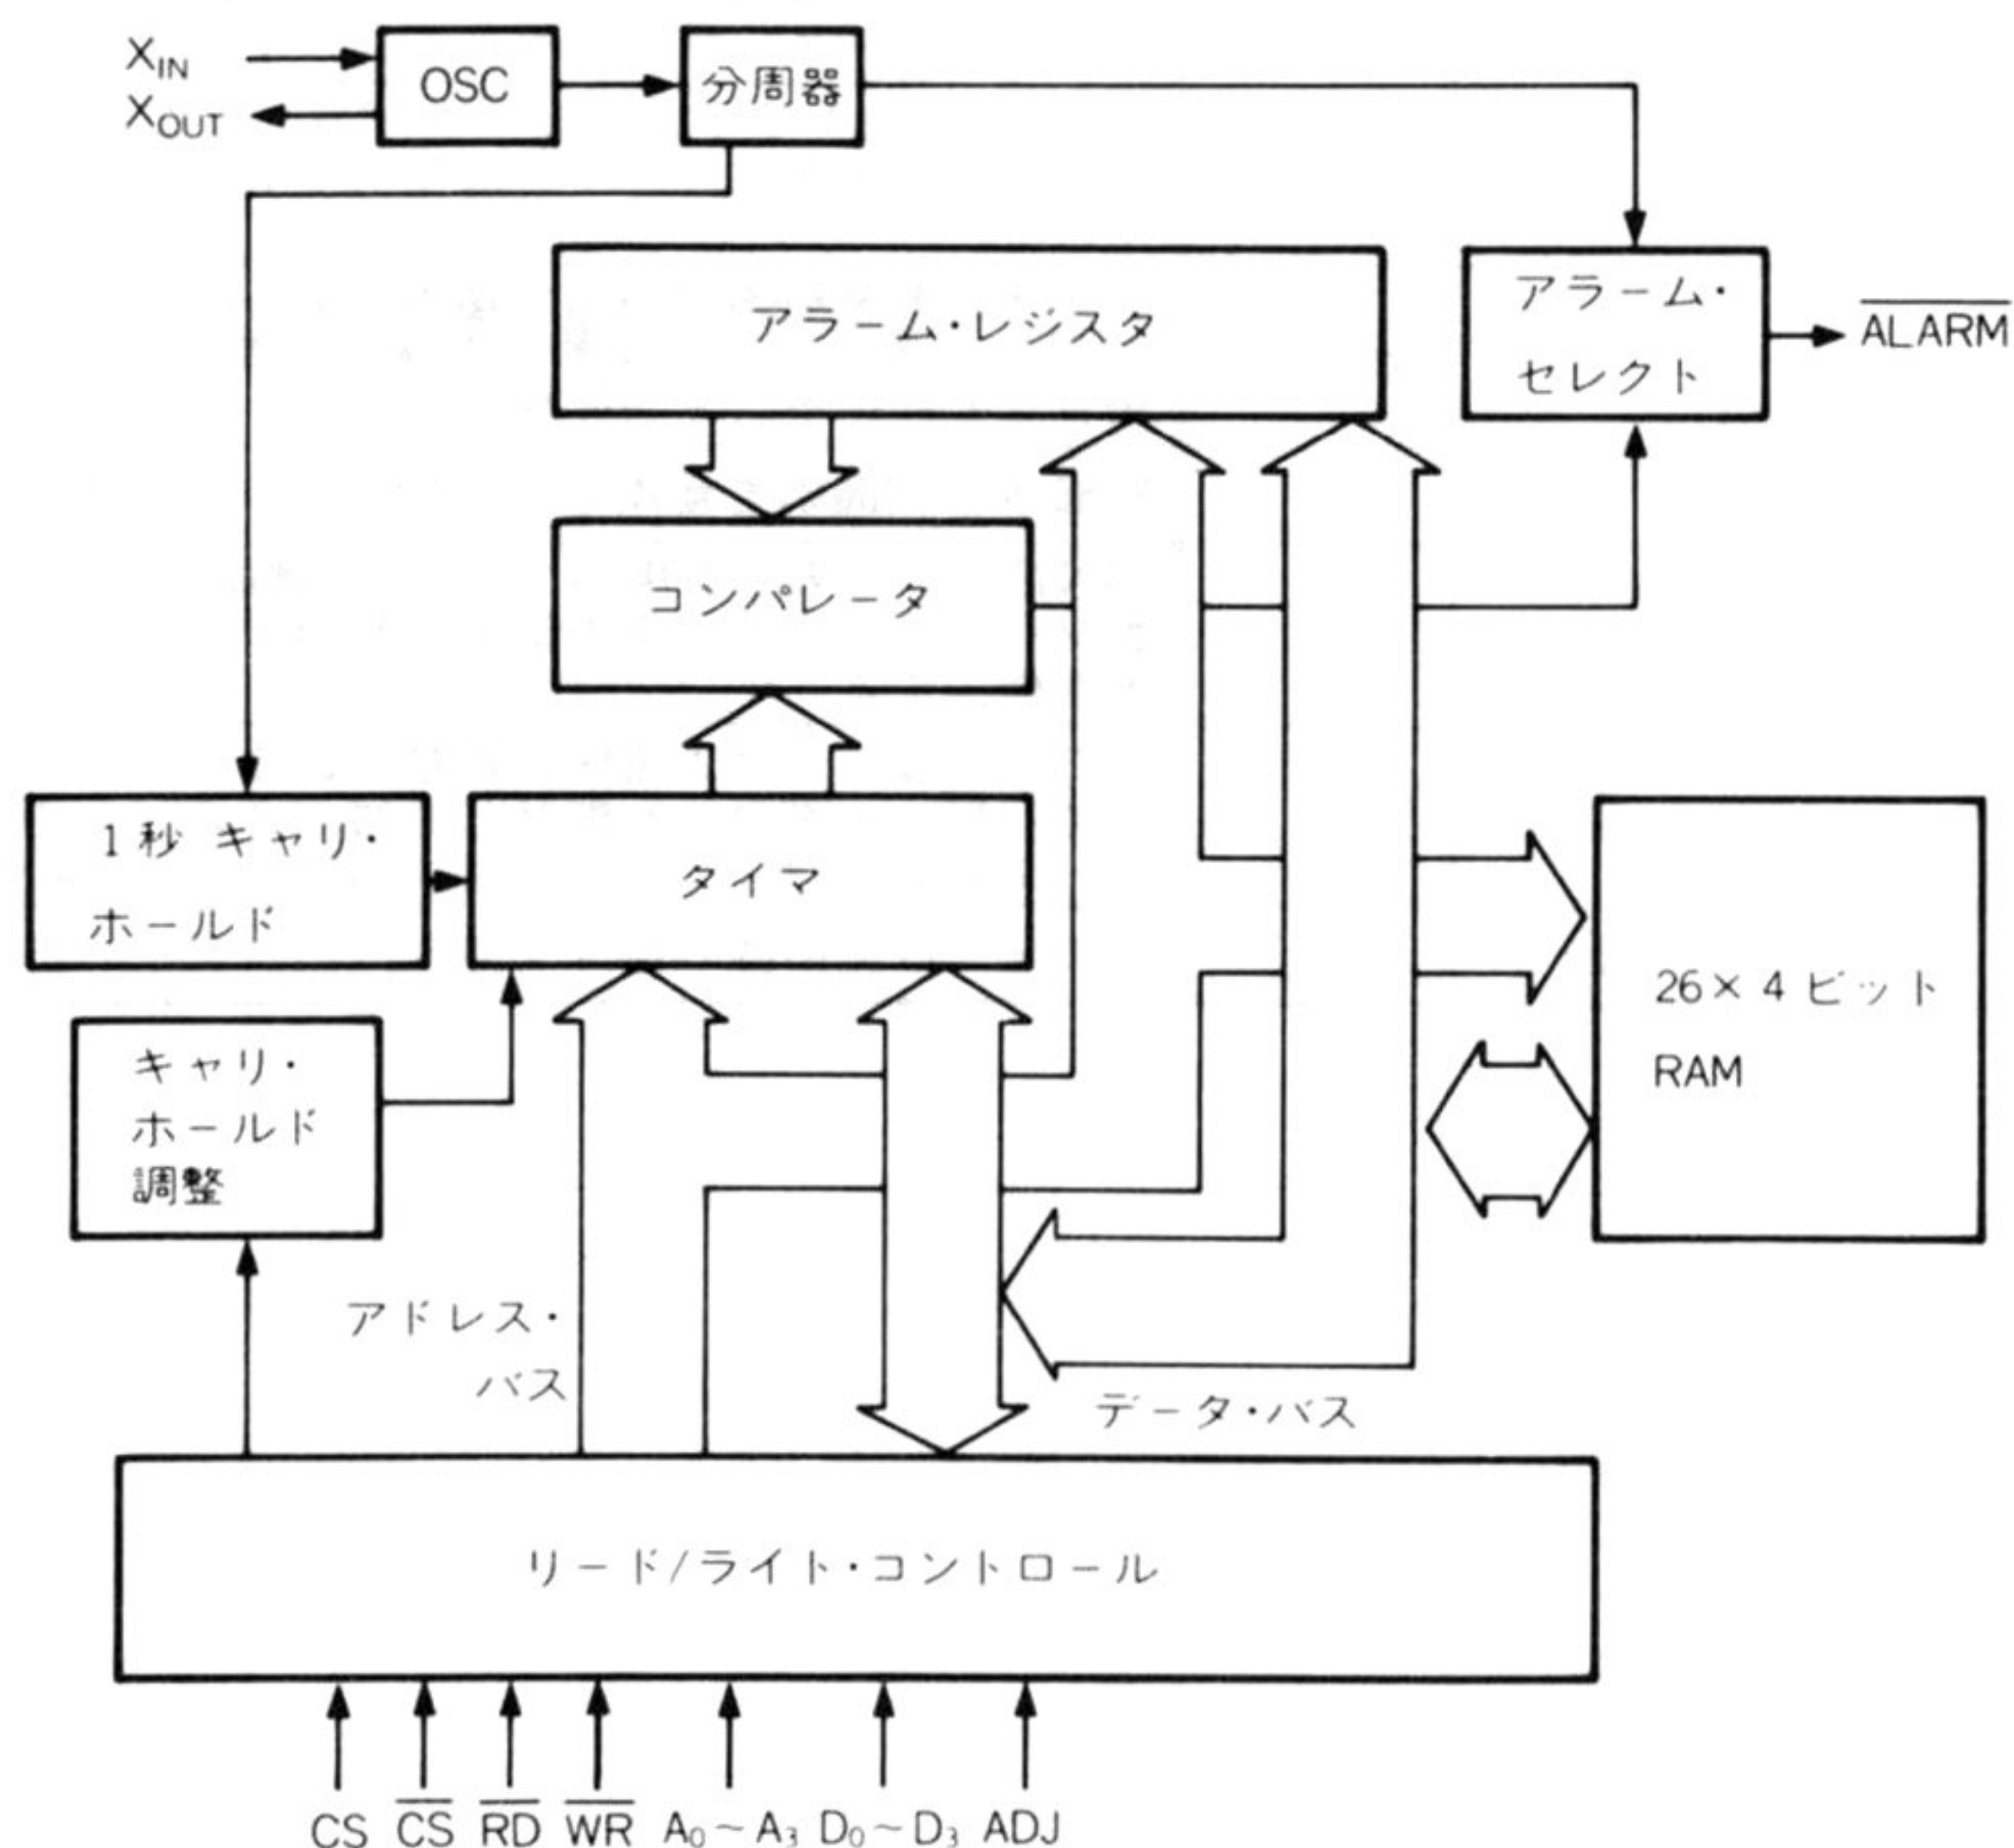 X_IN
X_OUT
OSC
分周器
アラーム・レジスタ
アラーム・
セレクト
A̅L̅A̅R̅M̅
コンパレータ
1秒 キャリ・
ホールド
タイマ
26×4ビット
RAM
キャリ・
ホールド
調整
アドレス・
バス
データ・バス
リード/ライト・コントロール
CS C̅S̅ R̅D̅ W̅R̅ A₀~A₃ D₀~D₃ ADJ